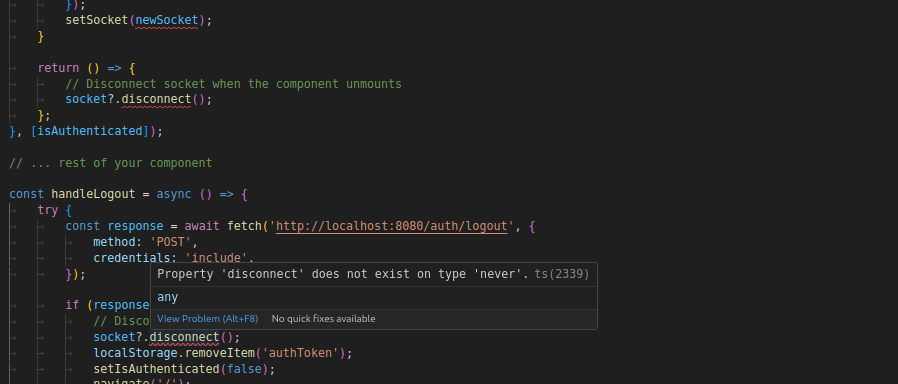 });
setSocket(newSocket);
}
return () => {
// Disconnect socket when the component unmounts
socket?.disconnect();
};
}, [isAuthenticated]);
// ... rest of your component
const handleLogout = async () => {
try {
const response = await fetch('http://localhost:8080/auth/logout', {
method: 'POST',
credentials: 'include',
});
Property 'disconnect' does not exist on type 'never'. ts(2339)
any
View Problem (Alt+F8) No quick fixes available
if (response
// Disco
socket?.disconnect();
localStorage.removeItem('authToken');
setIsAuthenticated(false);
navigate('/');